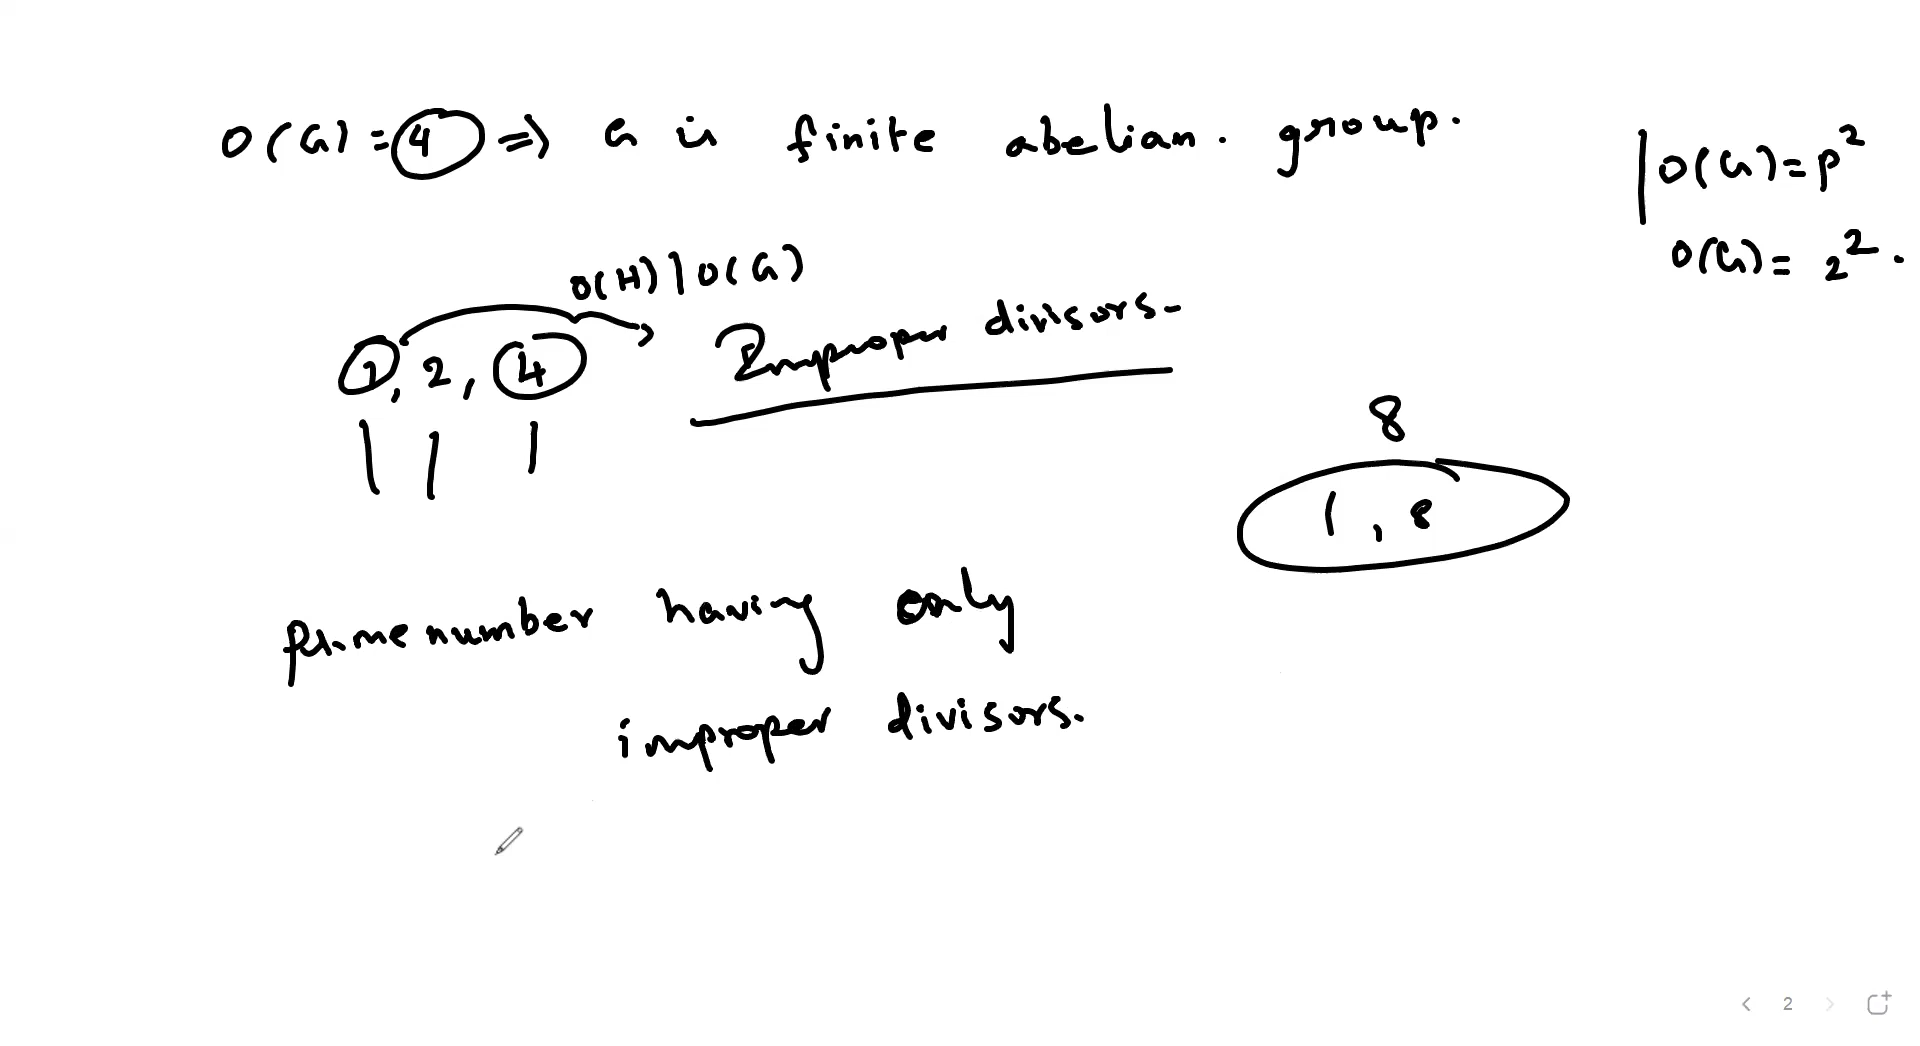 O(G) = 4 ⇒ G is finite abelian. group.
| O(G) = p²
O(G) = 2².
O(H) | O(G)
1, 2, 4 Improper divisors.
8
1, 8
prime number having only
improper divisors.
2